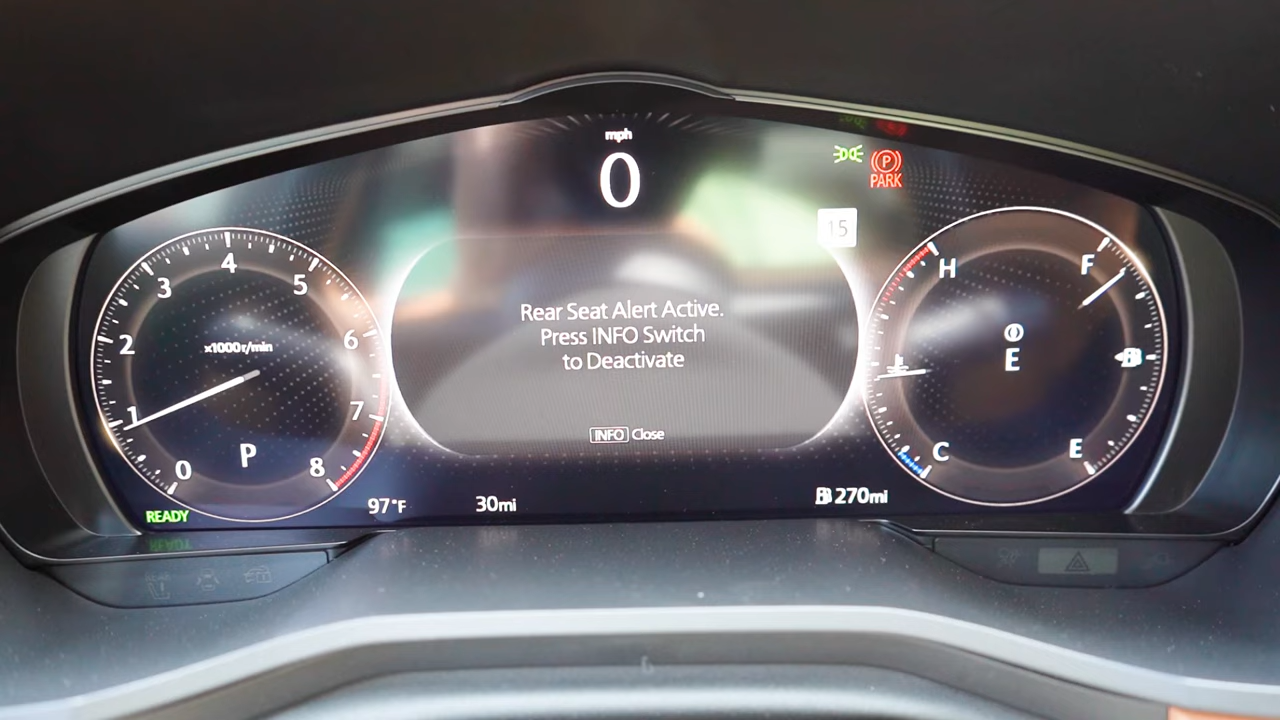 mph
0
PARK
15
0
1
2
3
4
5
6
7
8
x1000r/min
P
READY
Rear Seat Alert Active.
Press INFO Switch
to Deactivate
INFO Close
H
C
F
E
E
97°F
30mi
270mi